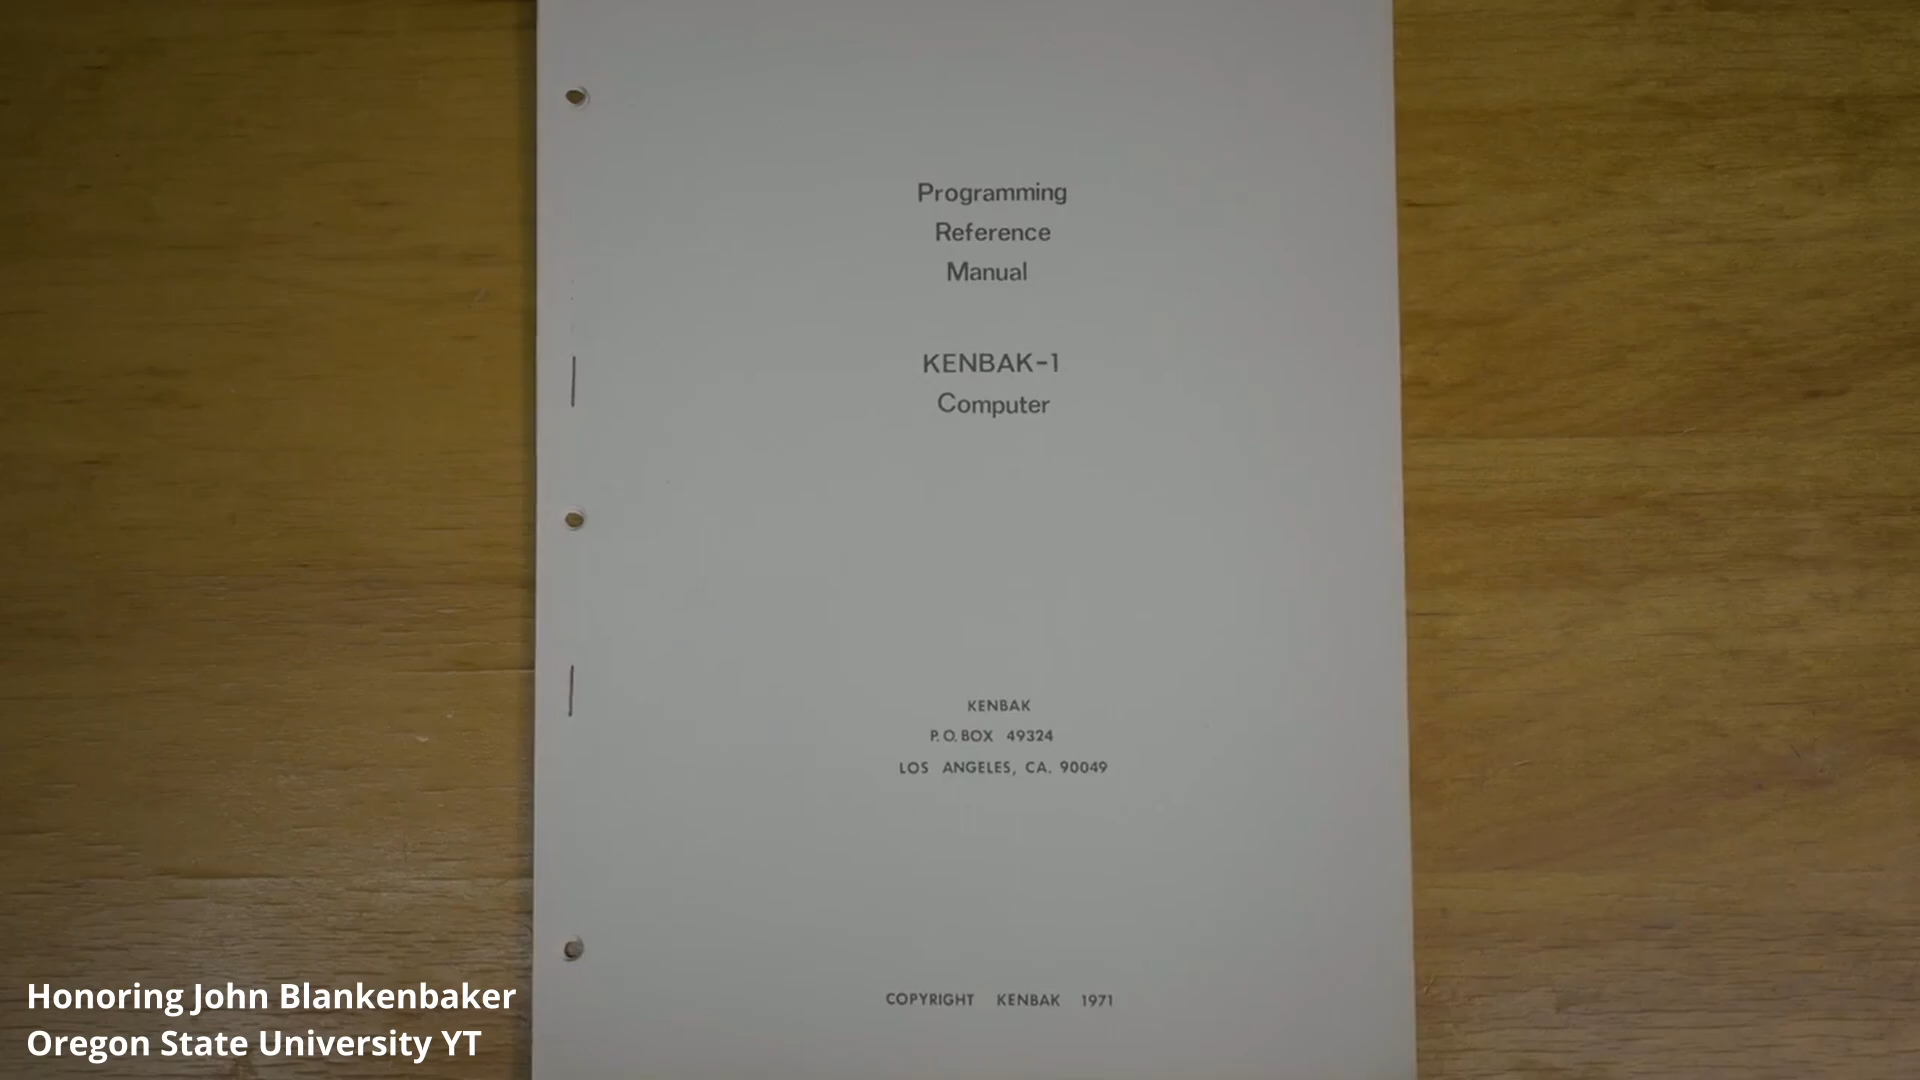 Programming
Reference
Manual
KENBAK-1
Computer
KENBAK
P.O. BOX 49324
LOS ANGELES, CA. 90049
COPYRIGHT KENBAK 1971
Honoring John Blankenbaker
Oregon State University YT